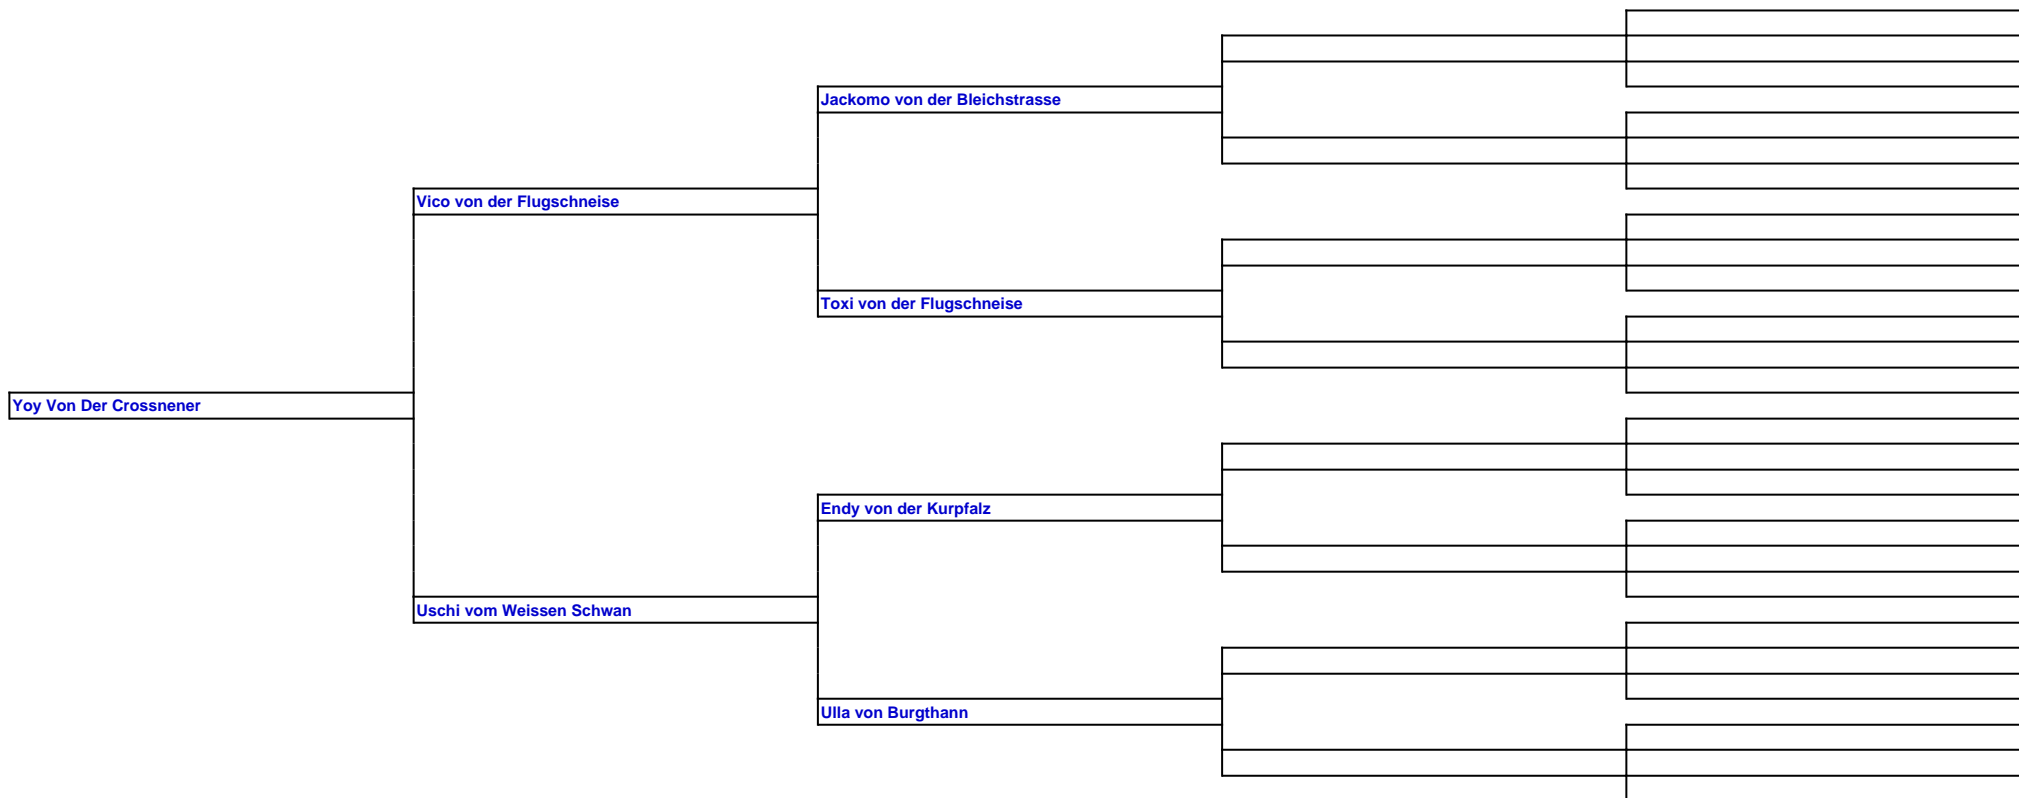 Jackomo von der Bleichstrasse
Vico von der Flugschneise
Toxi von der Flugschneise
Yoy Von Der Crossnener
Endy von der Kurpfalz
Uschi vom Weissen Schwan
Ulla von Burgthann